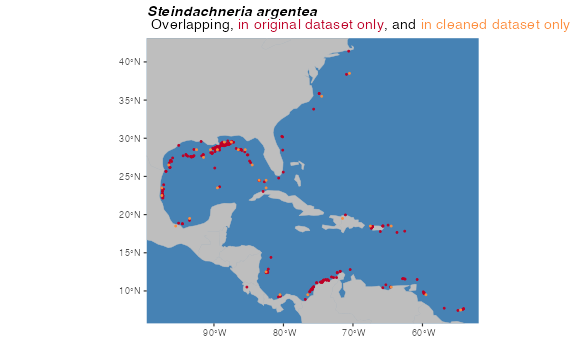 Steindachneria argentea
Overlapping, in original dataset only, and in cleaned dataset only
40°N
35°N
30°N
25°N
20°N
15°N
10°N
90°W 80°W 70°W 60°W